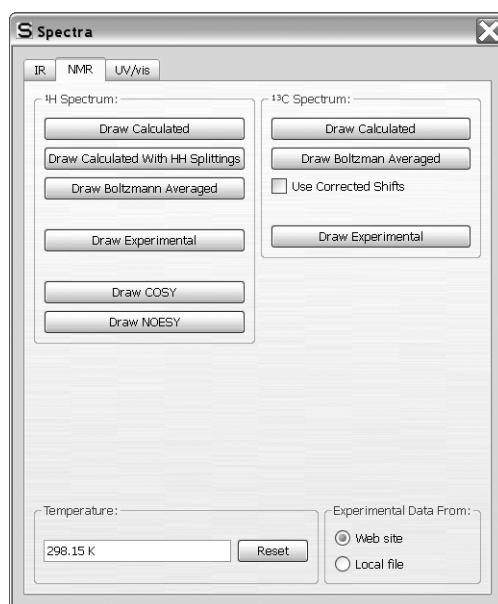 S Spectra
IR NMR UV/vis
¹H Spectrum:
Draw Calculated
Draw Calculated With HH Splittings
Draw Boltzmann Averaged
Draw Experimental
Draw COSY
Draw NOESY
¹³C Spectrum:
Draw Calculated
Draw Boltzman Averaged
Use Corrected Shifts
Draw Experimental
Temperature:
298.15 K
Reset
Experimental Data From:
Web site
Local file